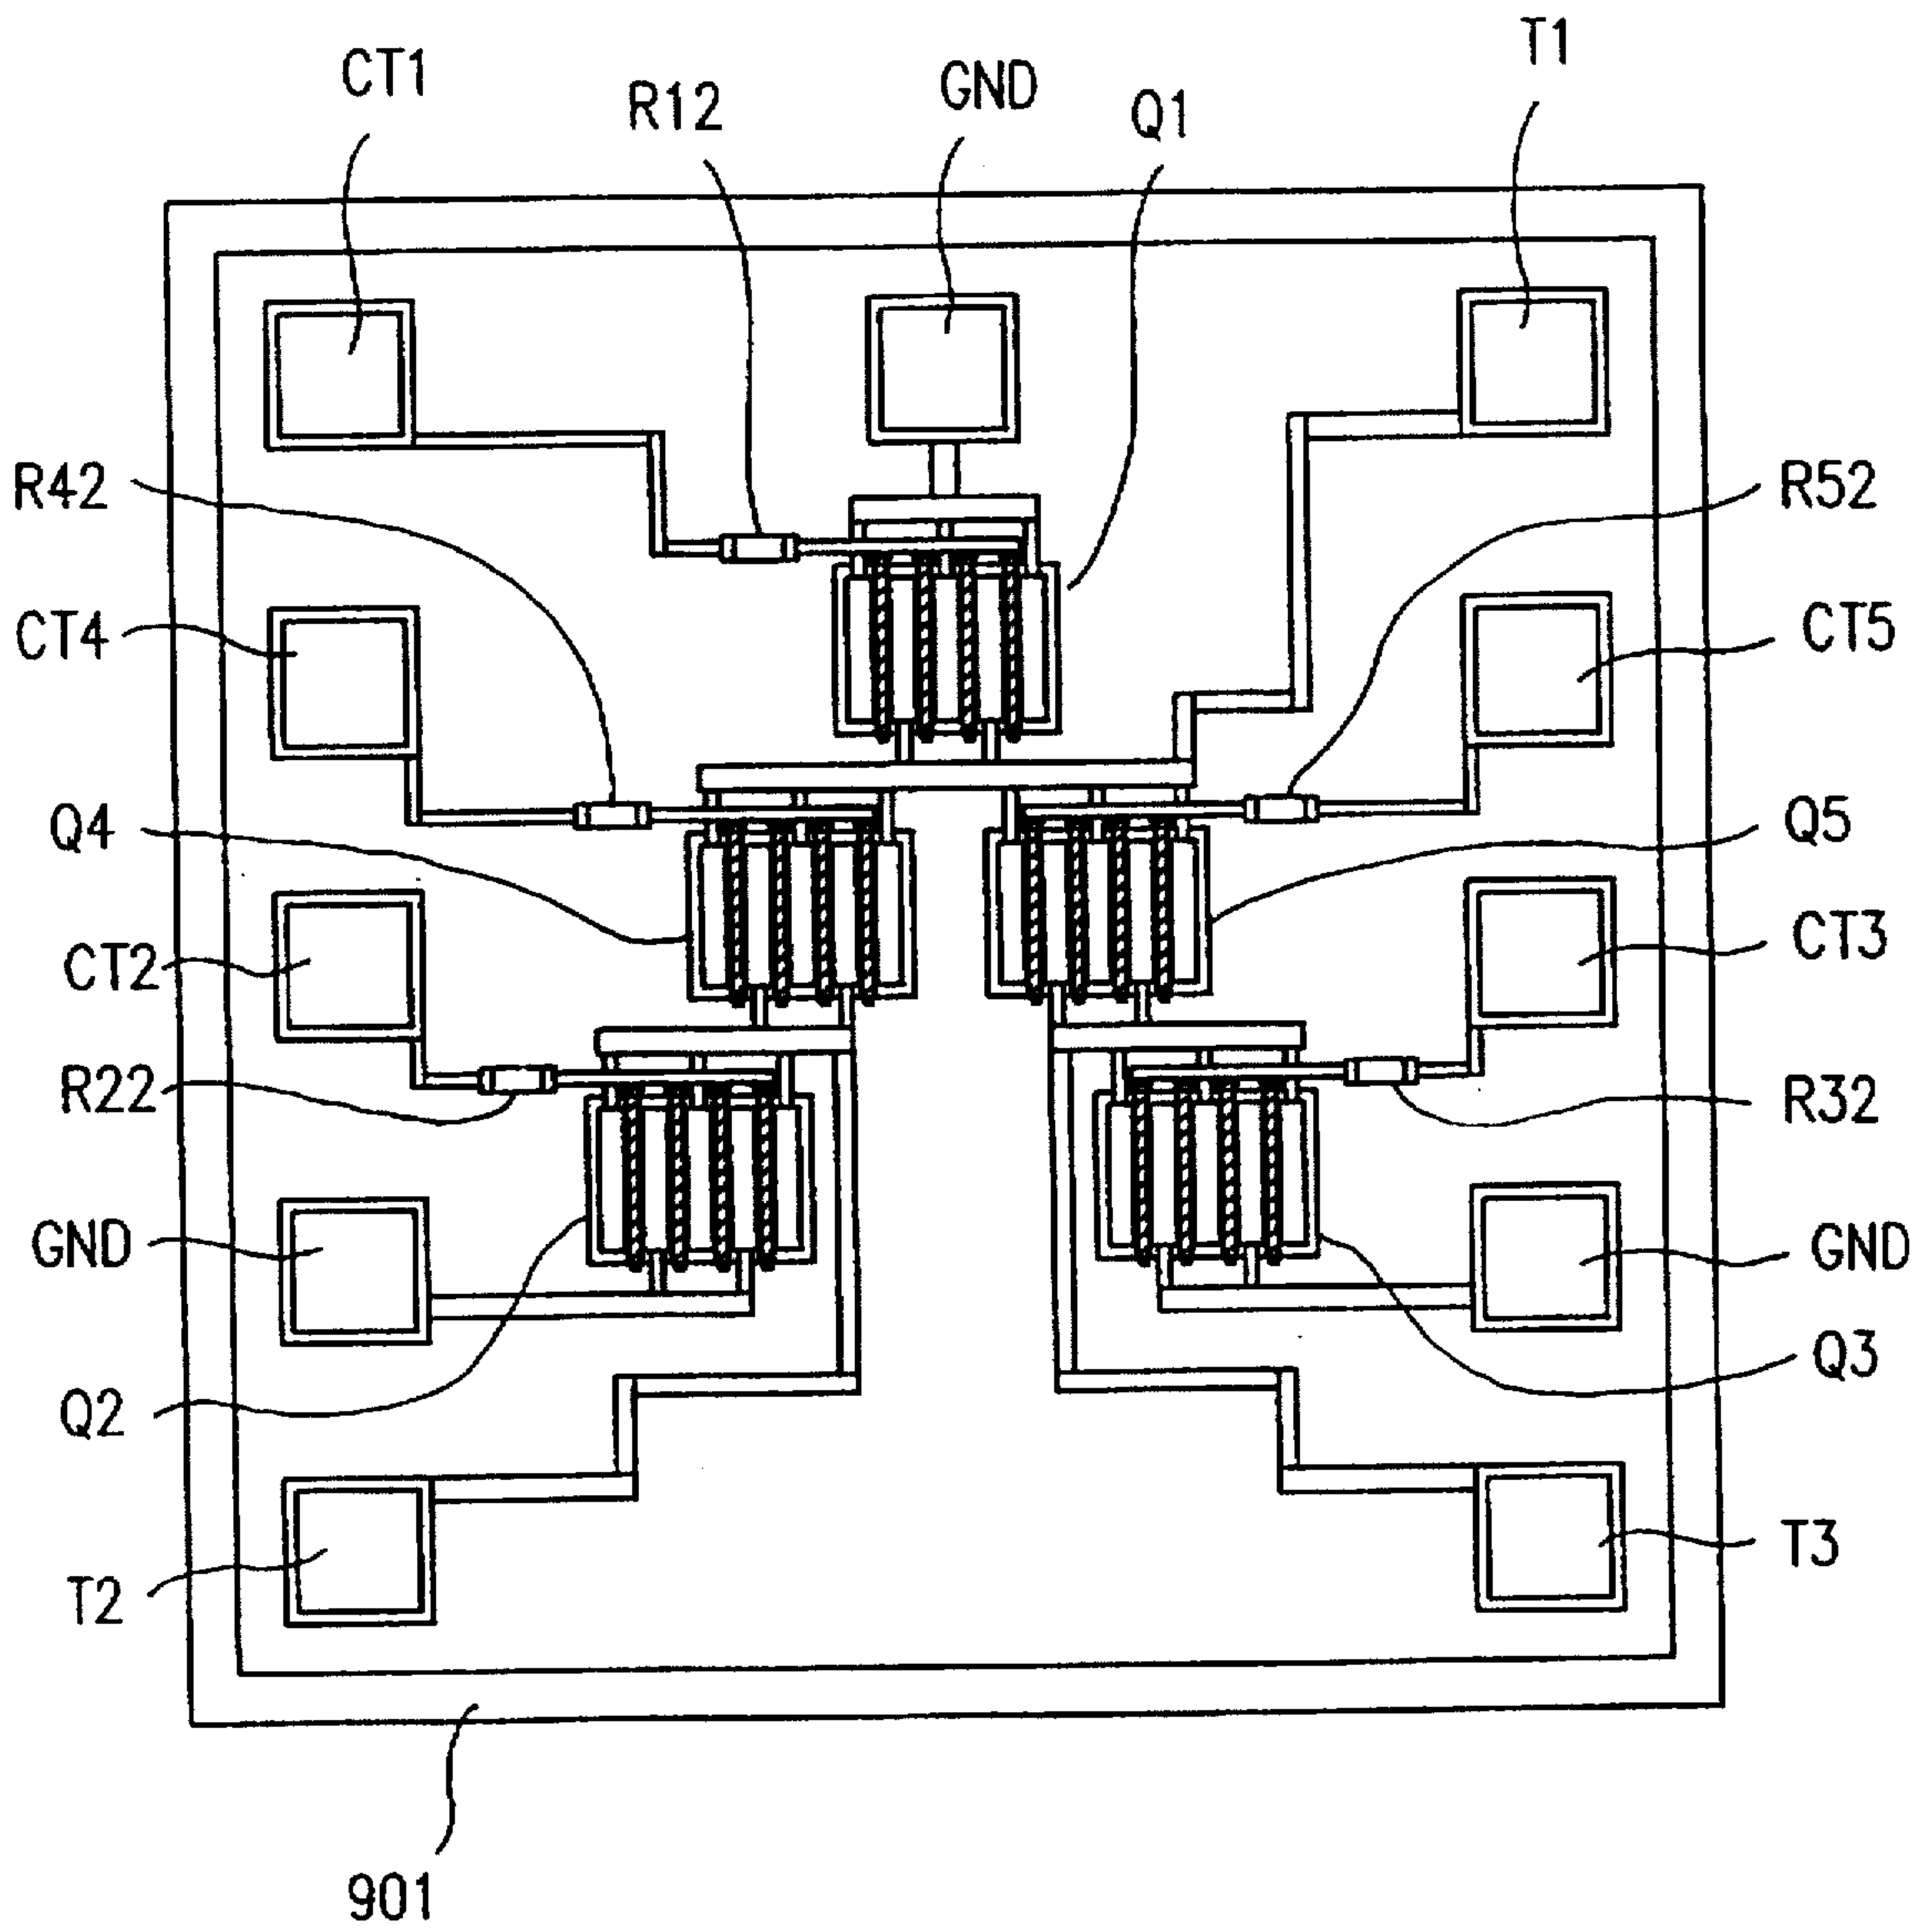 T1
CT1
GND
R12
Q1
R42
R52
CT4
CT5
Q4
Q5
CT2
CT3
R22
R32
GND
GND
Q2
Q3
T2
T3
901